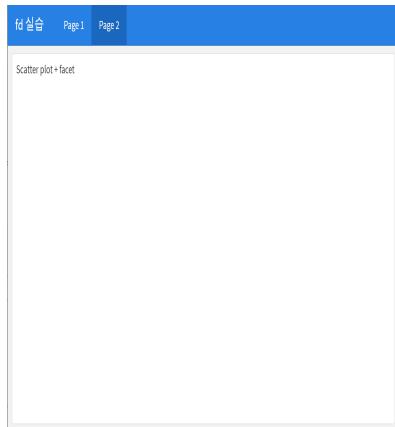 fd 실습 Page 1 Page 2
Scatter plot + facet